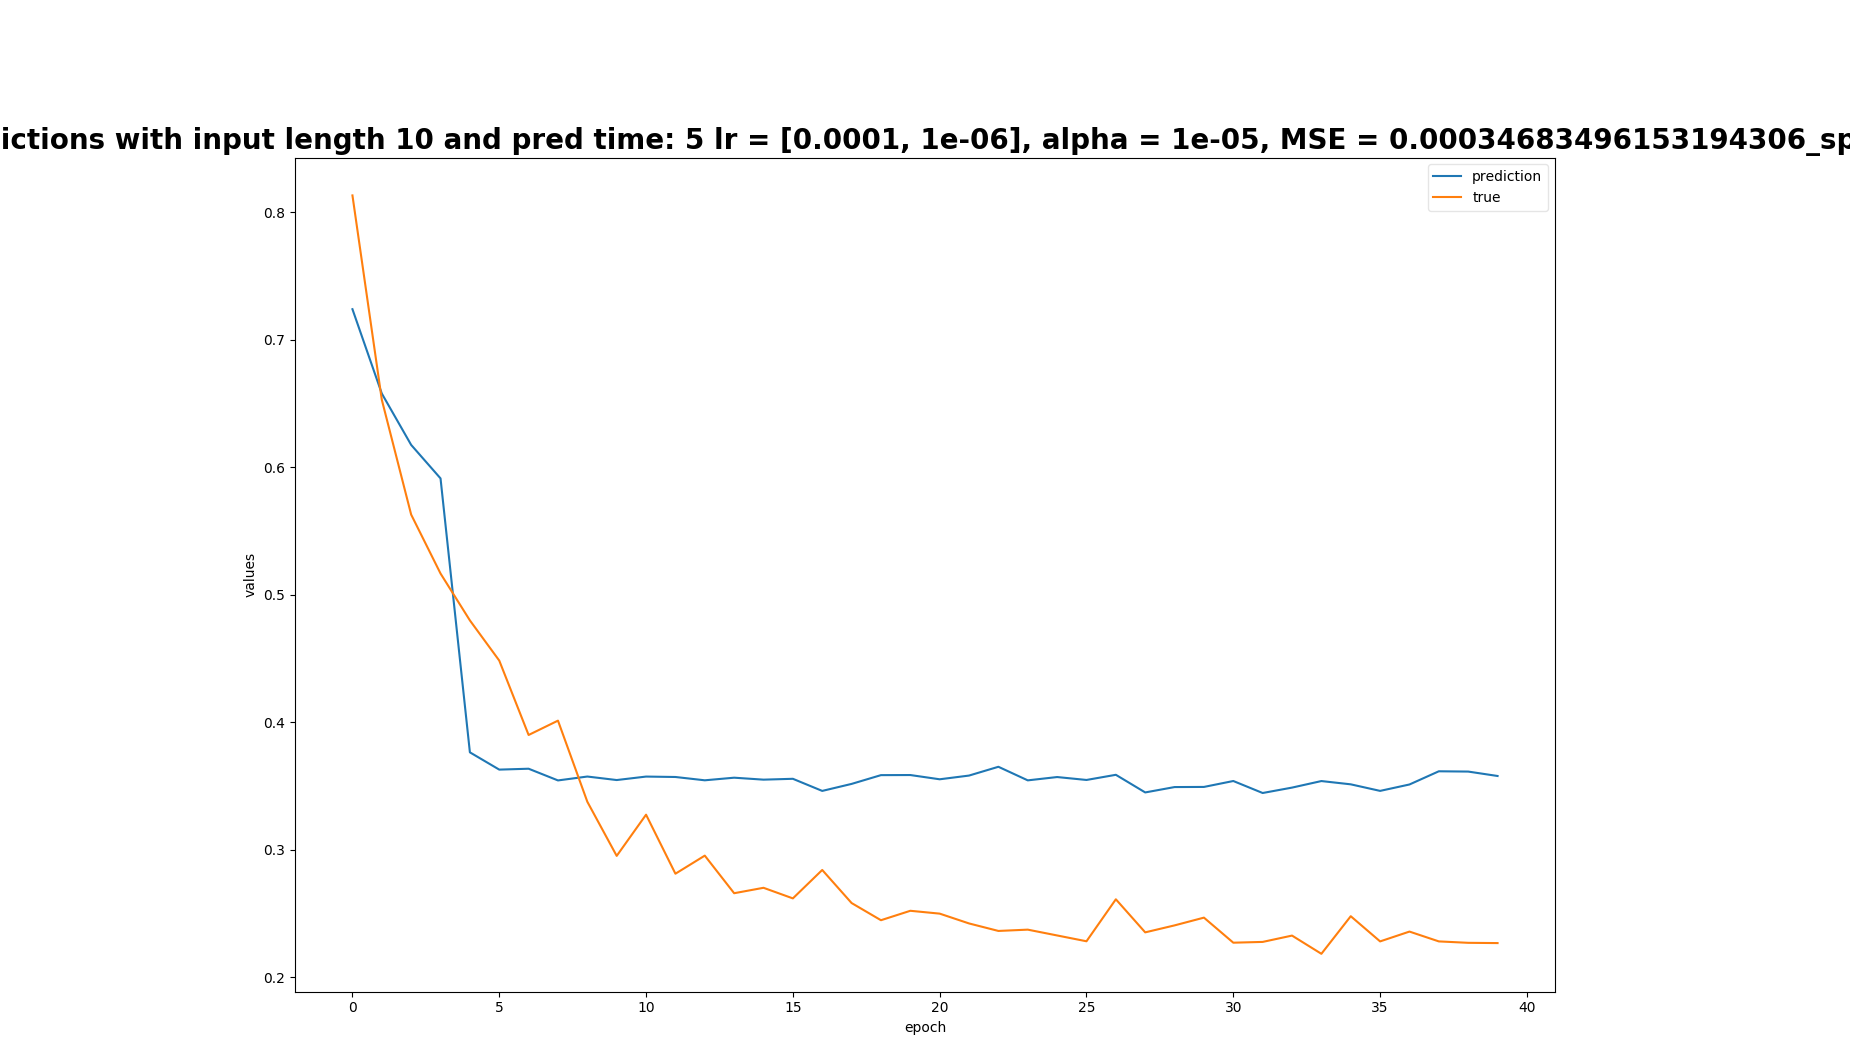 ictions with input length 10 and pred time: 5 lr = [0.0001, 1e-06], alpha = 1e-05, MSE = 0.00034683496153194306_sp
prediction
true
0.8
0.7
0.6
0.5
0.4
0.3
0.2
values
0 5 10 15 20 25 30 35 40
epoch